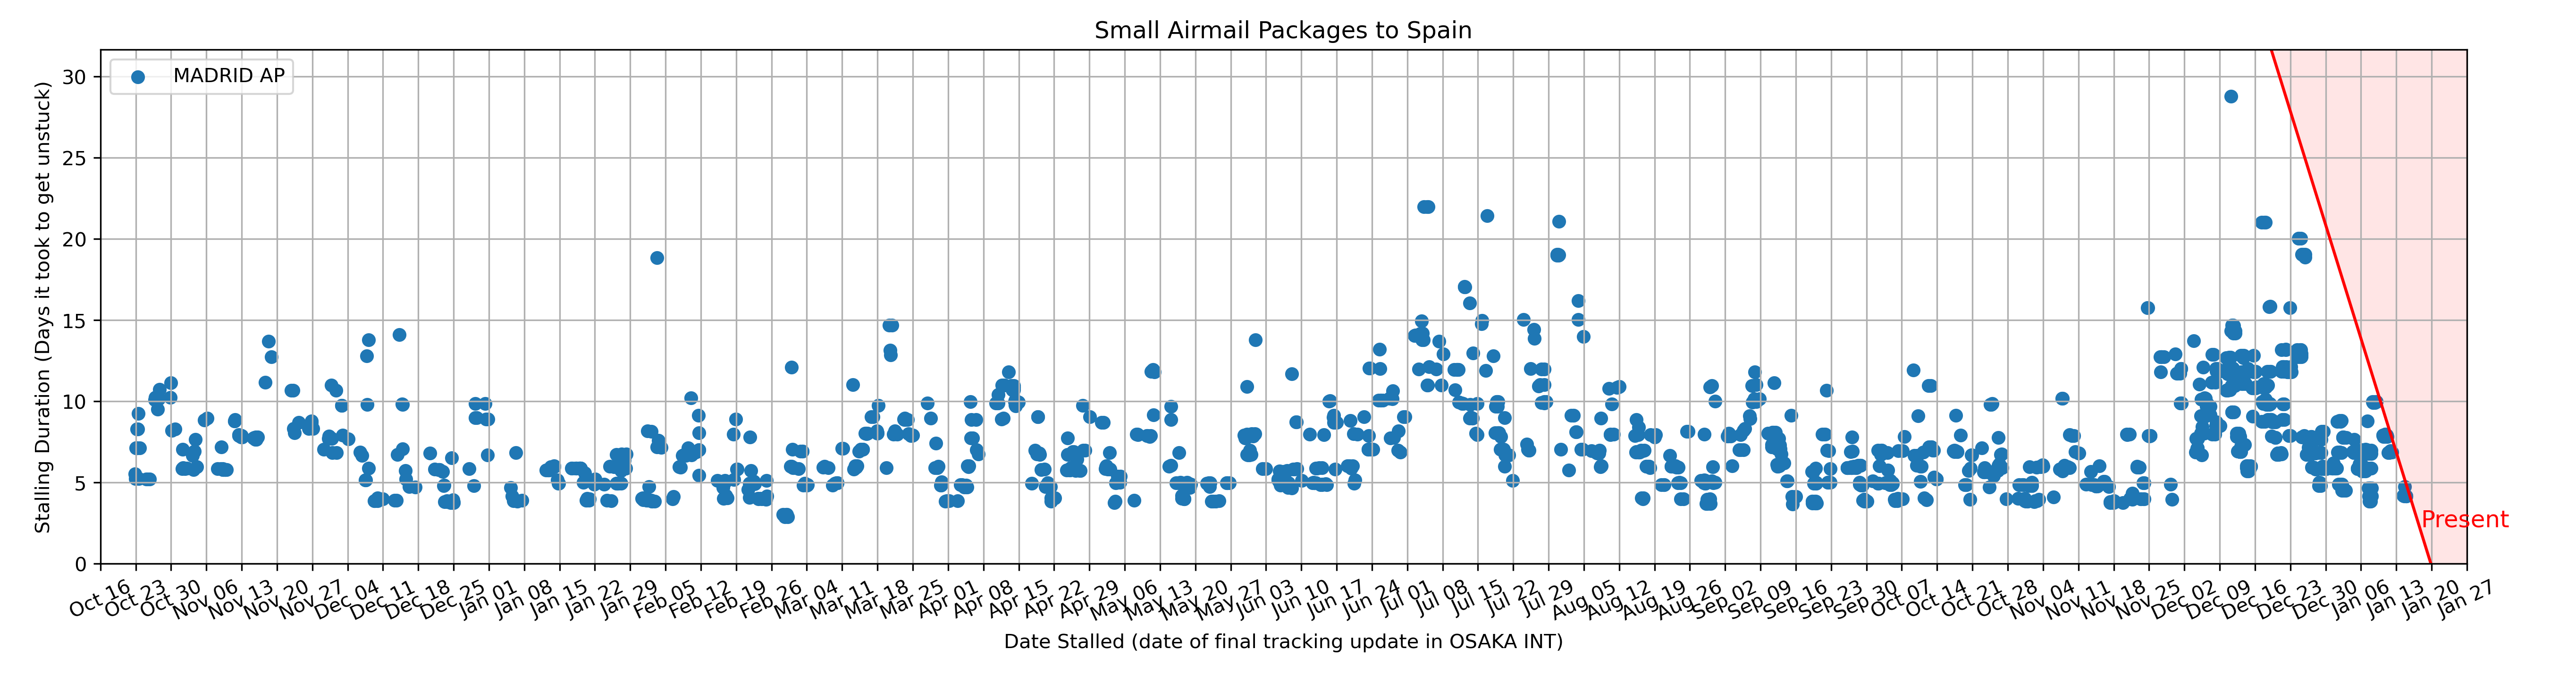 Small Airmail Packages to Spain
MADRID AP
Stalling Duration (Days it took to get unstuck)
30
25
20
15
10
5
0
Present
Oct 16
Oct 23
Oct 30
Nov 06
Nov 13
Nov 20
Nov 27
Dec 04
Dec 11
Dec 18
Dec 25
Jan 01
Jan 08
Jan 15
Jan 22
Jan 29
Feb 05
Feb 12
Feb 19
Feb 26
Mar 04
Mar 11
Mar 18
Mar 25
Apr 01
Apr 08
Apr 15
Apr 22
Apr 29
May 06
May 13
May 20
May 27
Jun 03
Jun 10
Jun 17
Jun 24
Jul 01
Jul 08
Jul 15
Jul 22
Jul 29
Aug 05
Aug 12
Aug 19
Aug 26
Sep 02
Sep 09
Sep 16
Sep 23
Sep 30
Oct 07
Oct 14
Oct 21
Oct 28
Nov 04
Nov 11
Nov 18
Nov 25
Dec 02
Dec 09
Dec 16
Dec 23
Dec 30
Jan 06
Jan 13
Jan 20
Jan 27
Date Stalled (date of final tracking update in OSAKA INT)